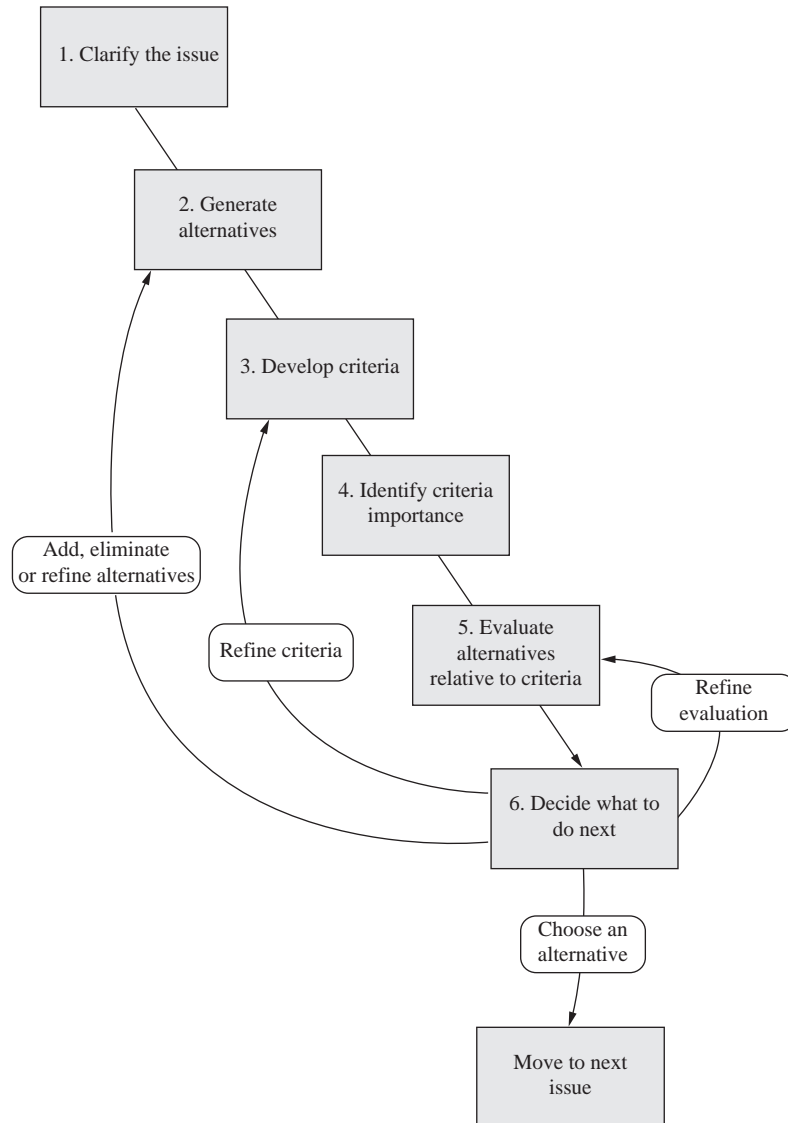 1. Clarify the issue
2. Generate
alternatives
3. Develop criteria
4. Identify criteria
importance
Add, eliminate
or refine alternatives
Refine criteria
5. Evaluate
alternatives
relative to criteria
Refine
evaluation
6. Decide what to
do next
Choose an
alternative
Move to next
issue